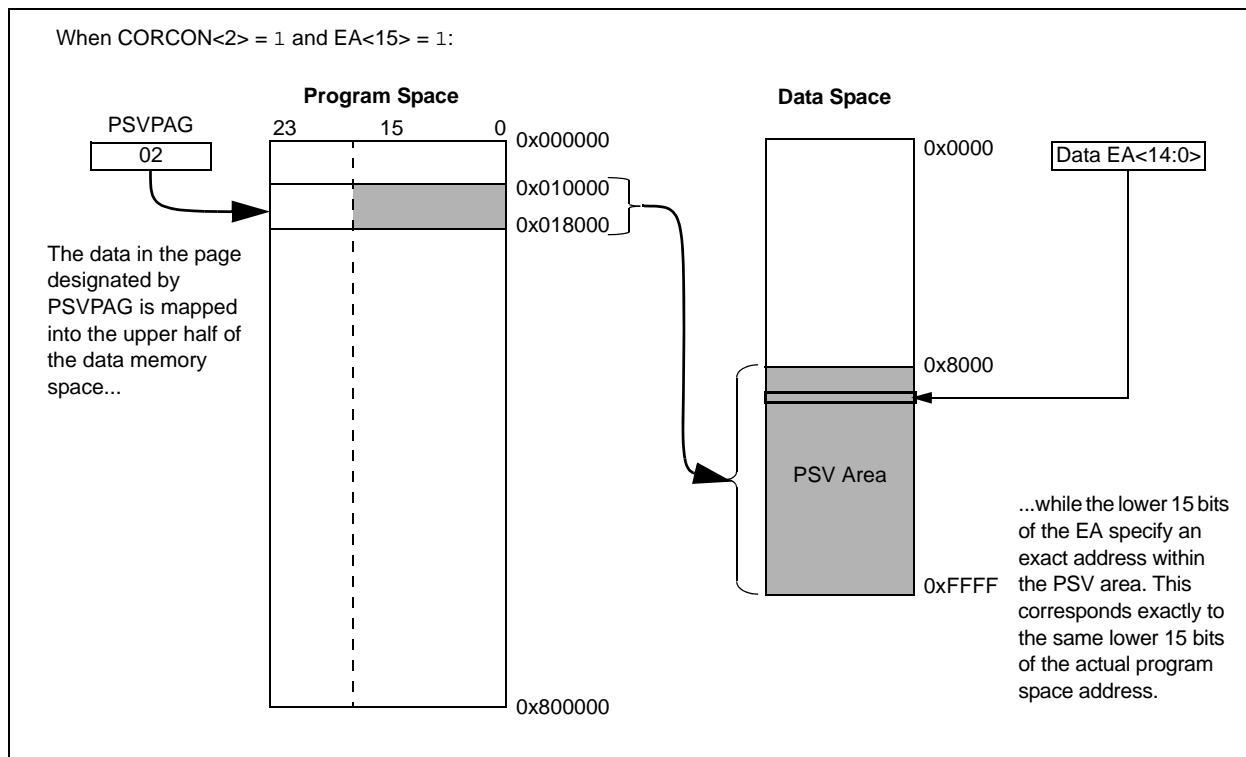 When CORCON<2> = 1 and EA<15> = 1:
Program Space
Data Space
PSVPAG
02
23 15 0
0x000000
0x010000
0x018000
0x800000
The data in the page
designated by
PSVPAG is mapped
into the upper half of
the data memory
space...
0x0000
Data EA<14:0>
0x8000
PSV Area
0xFFFF
...while the lower 15 bits
of the EA specify an
exact address within
the PSV area. This
corresponds exactly to
the same lower 15 bits
of the actual program
space address.